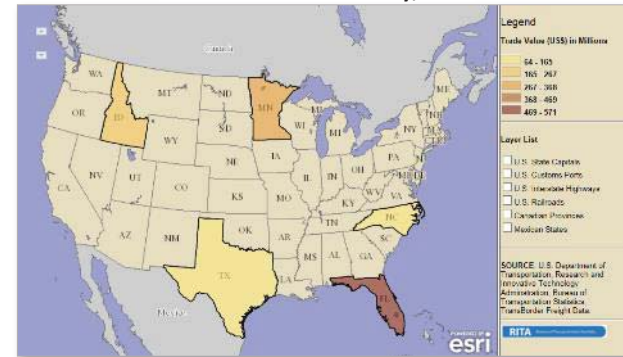 Canada
WA
MT
ND
MN
ME
OR
ID
SD
WI
MI
NY
WY
IA
NE
PA
NV
UT
CO
IL
IN
OH
WV
VA
CA
KS
MO
KY
NC
TN
AZ
NM
OK
AR
SC
MS
AL
GA
TX
LA
FL
Mexico
POWERED BY
esri
Legend
Trade Value (US$) in Millions
64 - 165
165 - 267
267 - 368
368 - 469
469 - 571
Layer List
U.S. State Capitals
U.S. Customs Ports
U.S. Interstate Highways
U.S. Railroads
Canadian Provinces
Mexican States
SOURCE: U.S. Department of
Transportation, Research and
Innovative Technology
Administration, Bureau of
Transportation Statistics,
TransBorder Freight Data.
RITA